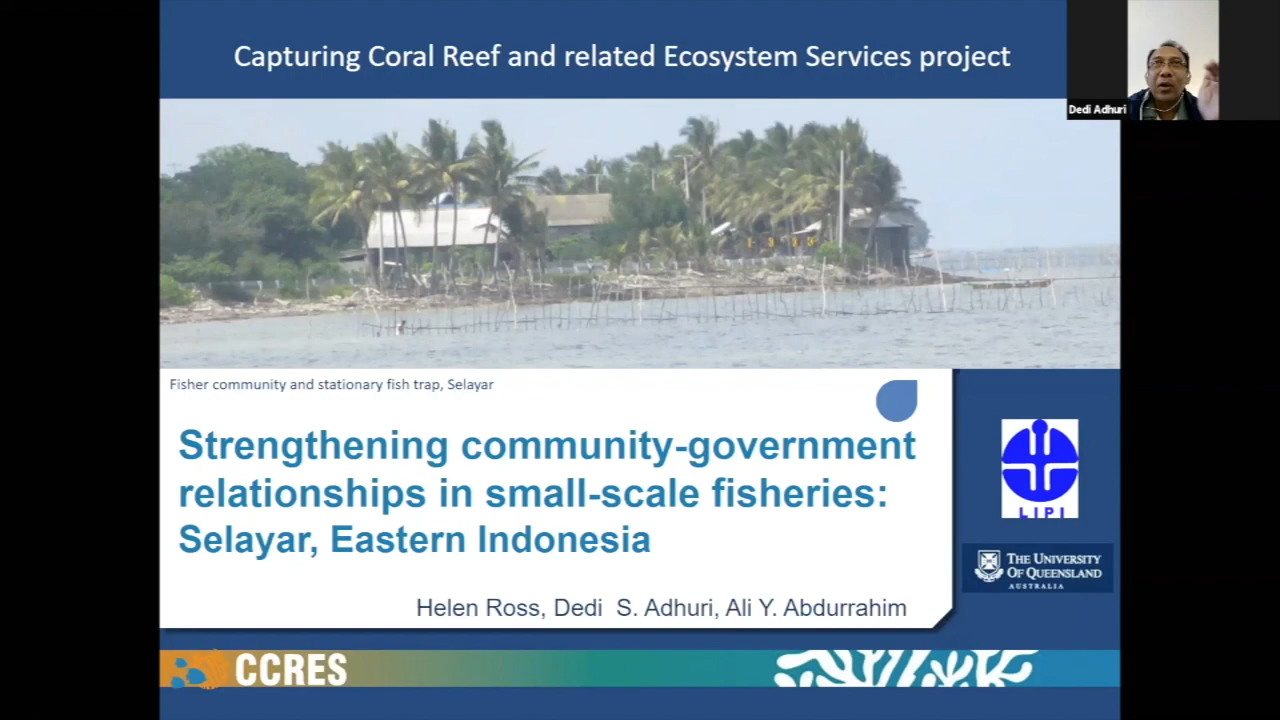 Capturing Coral Reef and related Ecosystem Services project
Dedi Adhuri
Fisher community and stationary fish trap, Selayar
Strengthening community-government
relationships in small-scale fisheries:
Selayar, Eastern Indonesia
Helen Ross, Dedi S. Adhuri, Ali Y. Abdurrahim
LIPI
THE UNIVERSITY
OF QUEENSLAND
AUSTRALIA
CCRES